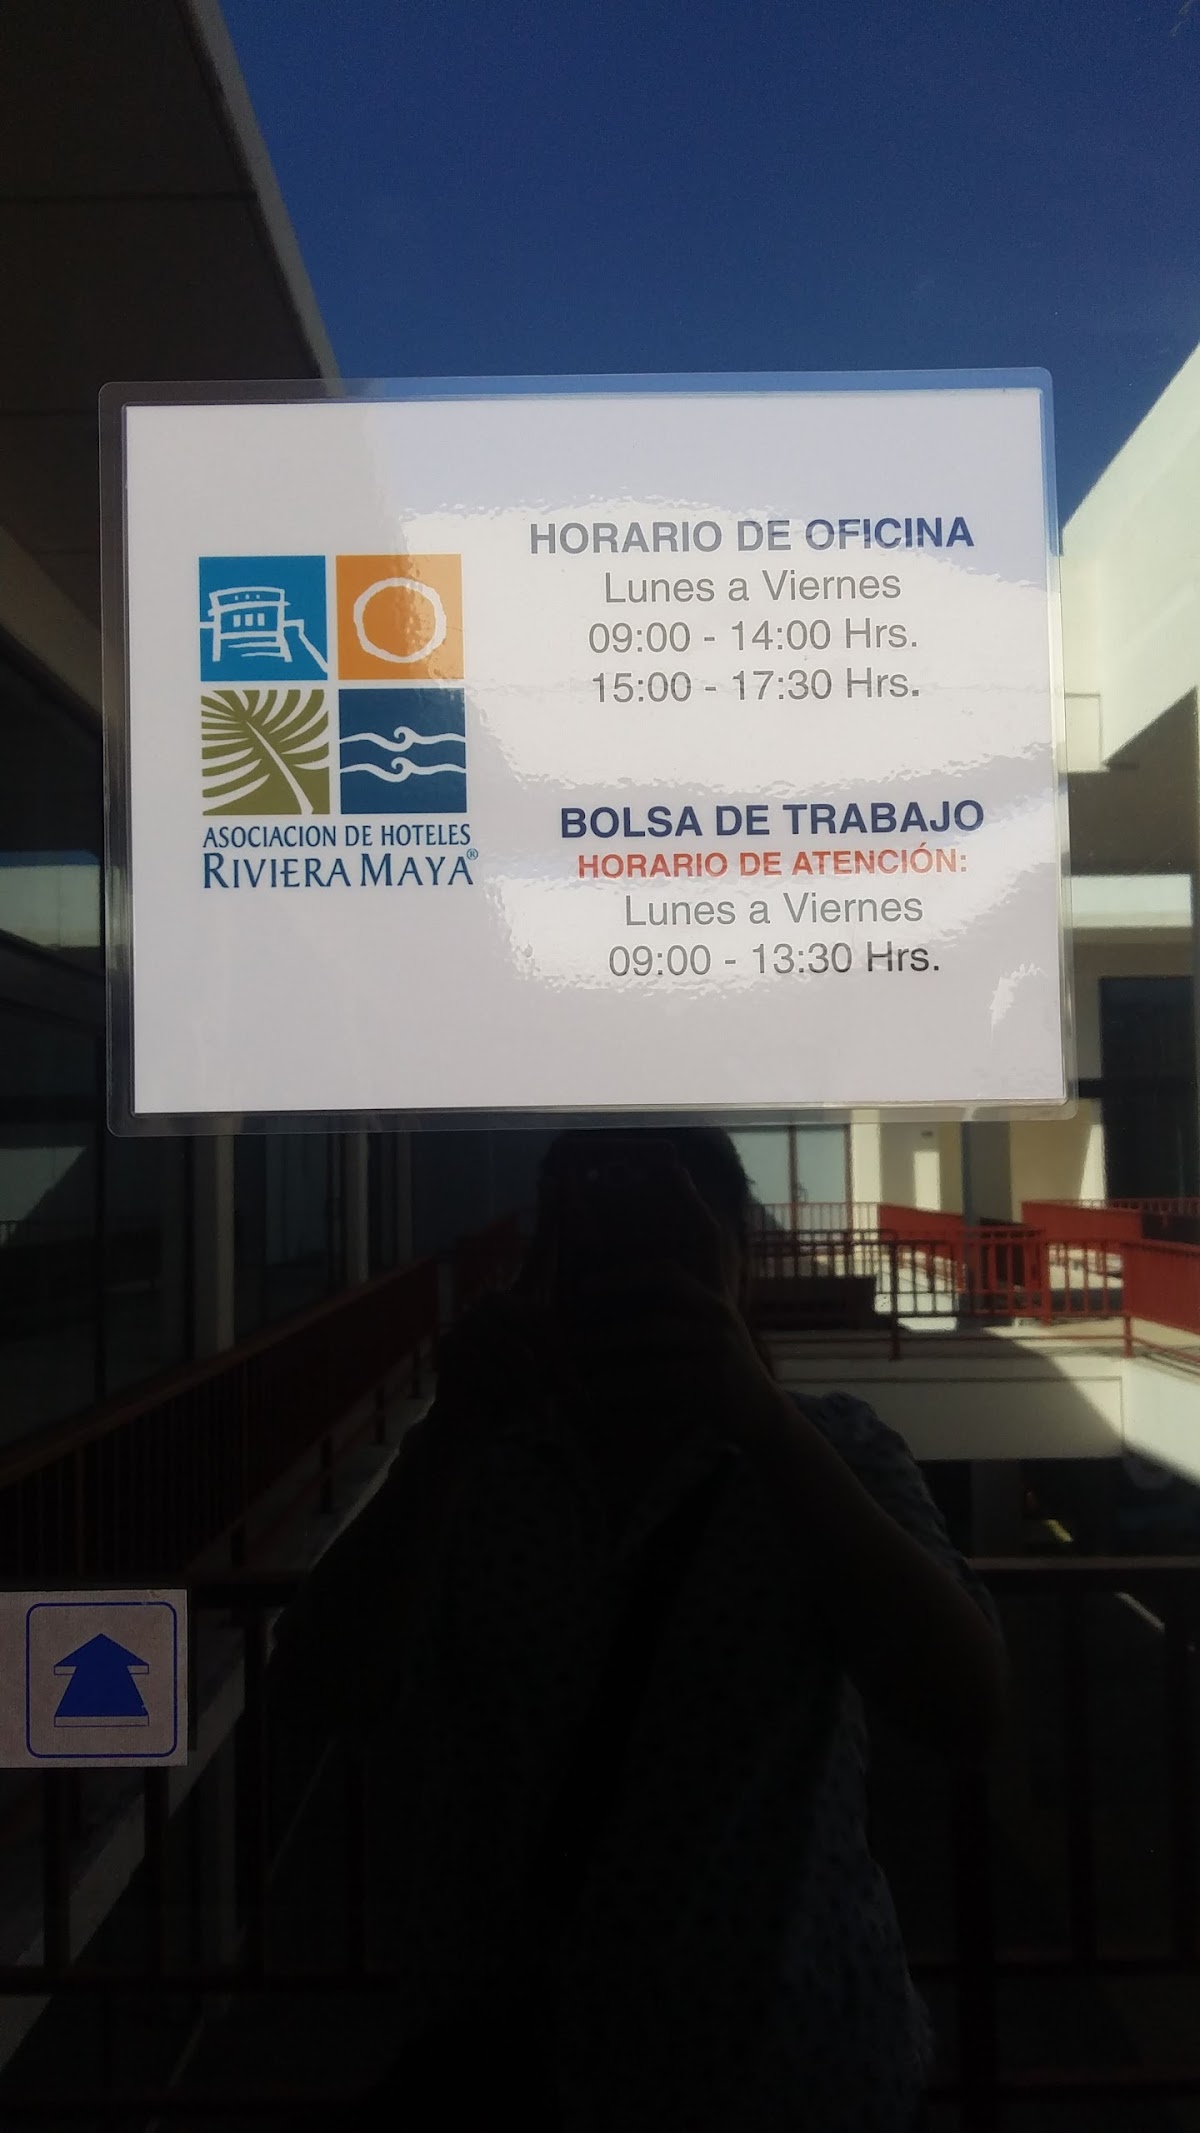 HORARIO DE OFICINA
Lunes a Viernes
09:00 - 14:00 Hrs.
15:00 - 17:30 Hrs.
BOLSA DE TRABAJO
HORARIO DE ATENCIÓN:
Lunes a Viernes
09:00 - 13:30 Hrs.
ASOCIACION DE HOTELES
RIVIERA MAYA®